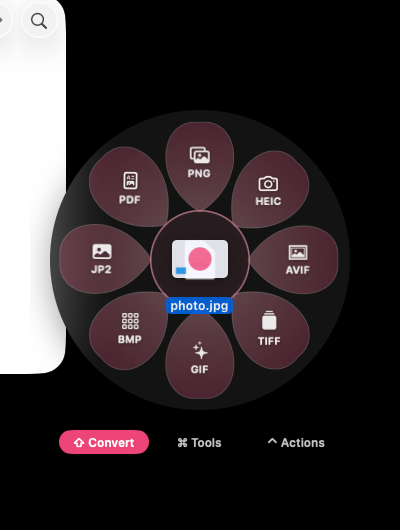 PNG
PDF
HEIC
JP2
AVIF
photo.jpg
BMP
TIFF
GIF
⇧ Convert
⌘ Tools
⌃ Actions